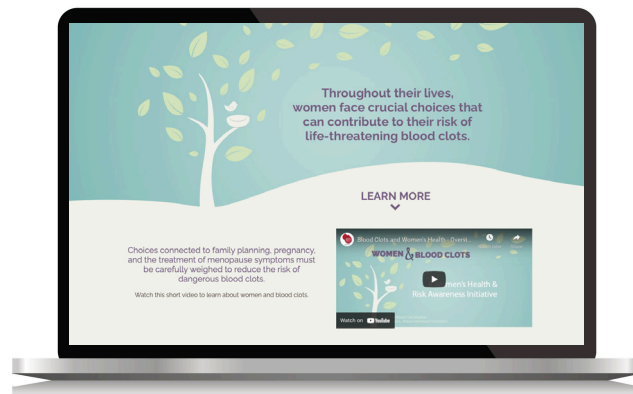 Throughout their lives,
women face crucial choices that
can contribute to their risk of
life-threatening blood clots.
LEARN MORE
Choices connected to family planning, pregnancy,
and the treatment of menopause symptoms must
be carefully weighed to reduce the risk of
dangerous blood clots.
Watch this short video to learn about women and blood clots.
Blood Clots and Women's Health - Overvi...
WOMEN & BLOOD CLOTS
men's Health &
Risk Awareness Initiative
Watch on YouTube